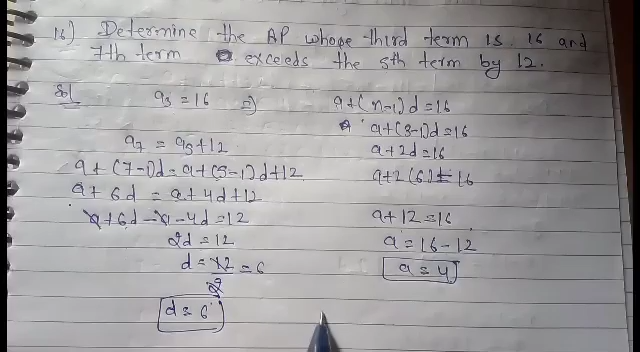 16) Determine the AP whose third term is 16 and
7th term exceeds the 5th term by 12.
Sol
a3 = 16 ⇒ a+(n-1)d=16
a+(3-1)d=16
a+2d=16
a+2(6)=16
a+12=16
a=16-12
a=4
a7 = a5+12
a+(7-1)d=a+(5-1)d+12
a+6d=a+4d+12
a+6d-a-4d=12
2d=12
d=12/2=6
d=6